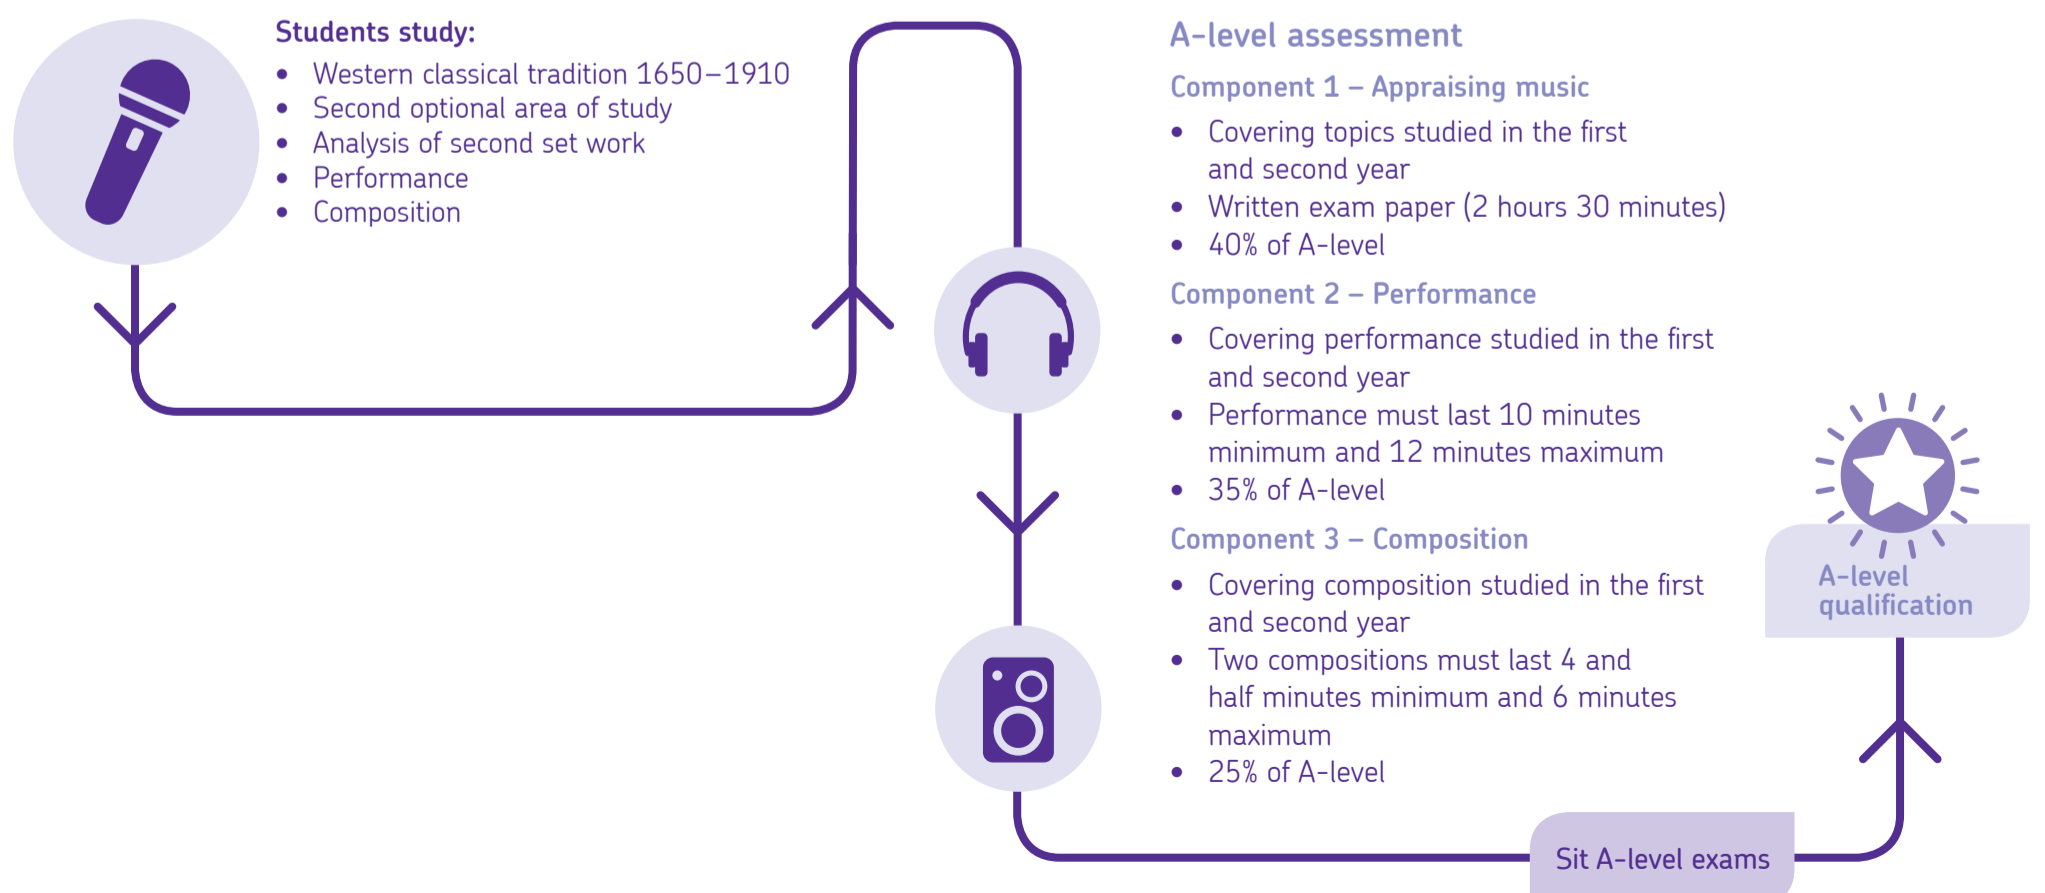 Students study:
• Western classical tradition 1650–1910
• Second optional area of study
• Analysis of second set work
• Performance
• Composition
A-level assessment
Component 1 – Appraising music
• Covering topics studied in the first
and second year
• Written exam paper (2 hours 30 minutes)
• 40% of A-level
Component 2 – Performance
• Covering performance studied in the first
and second year
• Performance must last 10 minutes
minimum and 12 minutes maximum
• 35% of A-level
Component 3 – Composition
• Covering composition studied in the first
and second year
• Two compositions must last 4 and
half minutes minimum and 6 minutes
maximum
• 25% of A-level
Sit A-level exams
A-level
qualification